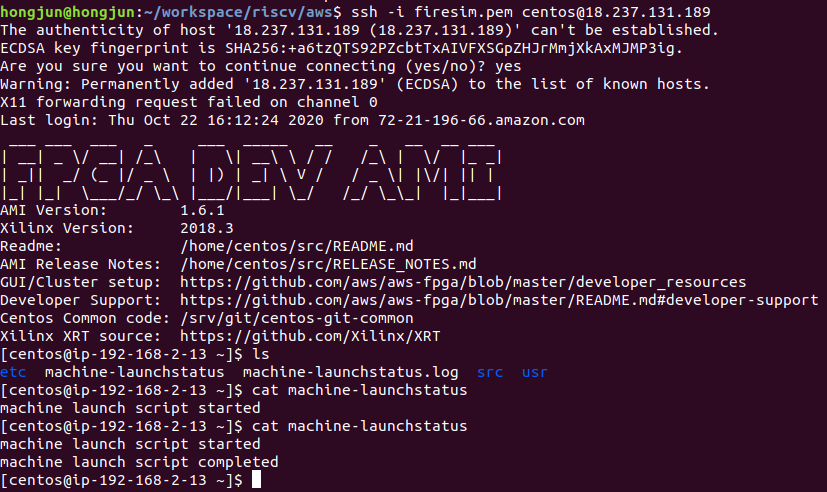 hongjun@hongjun:~/workspace/riscv/aws$ ssh -i firesim.pem centos@18.237.131.189
The authenticity of host '18.237.131.189 (18.237.131.189)' can't be established.
ECDSA key fingerprint is SHA256:+a6tzQTS92PZcbtTxAIVFXSGpZHJrMmjXkAxMJMP3ig.
Are you sure you want to continue connecting (yes/no)? yes
Warning: Permanently added '18.237.131.189' (ECDSA) to the list of known hosts.
X11 forwarding request failed on channel 0
Last login: Thu Oct 22 16:12:24 2020 from 72-21-196-66.amazon.com
FPGA DEV AMI
AMI Version:        1.6.1
Xilinx Version:     2018.3
Readme:             /home/centos/src/README.md
AMI Release Notes:  /home/centos/src/RELEASE_NOTES.md
GUI/Cluster setup:  https://github.com/aws/aws-fpga/blob/master/developer_resources
Developer Support:  https://github.com/aws/aws-fpga/blob/master/README.md#developer-support
Centos Common code: /srv/git/centos-git-common
Xilinx XRT source:  https://github.com/Xilinx/XRT
[centos@ip-192-168-2-13 ~]$ ls
etc  machine-launchstatus  machine-launchstatus.log  src  usr
[centos@ip-192-168-2-13 ~]$ cat machine-launchstatus
machine launch script started
[centos@ip-192-168-2-13 ~]$ cat machine-launchstatus
machine launch script started
machine launch script completed
[centos@ip-192-168-2-13 ~]$